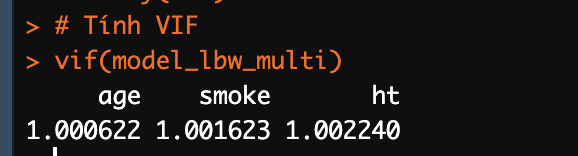 > # Tính VIF
> vif(model_lbw_multi)
age smoke ht
1.000622 1.001623 1.002240